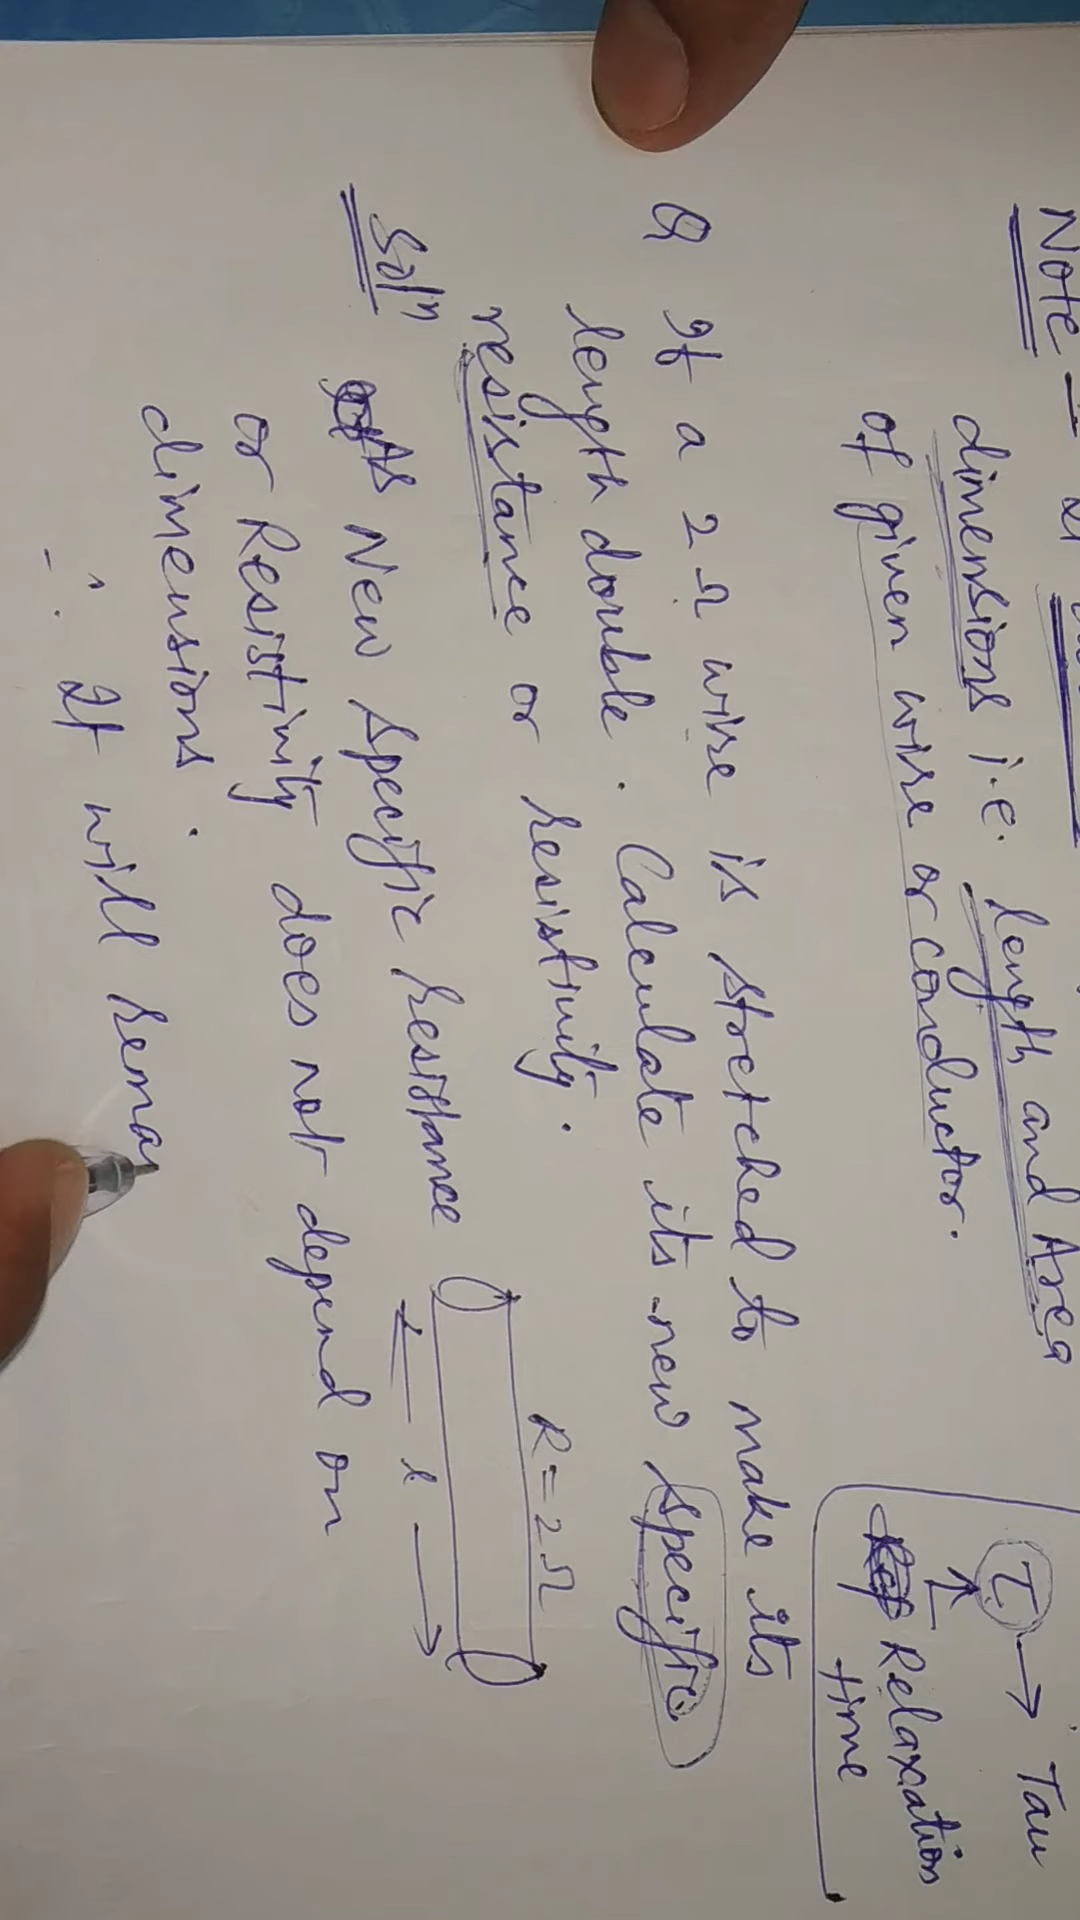 Note →
dimensions i.e. length and Area
of given wire or conductor.
τ → Tau
Relaxation
time
Q If a 2 Ω wire is stretched to make its
length double. Calculate its new specific
resistance or resistivity.
R = 2 Ω
l
Soln
As New specific Resistance
or Resistivity does not depend on
dimensions.
∴ It will rema